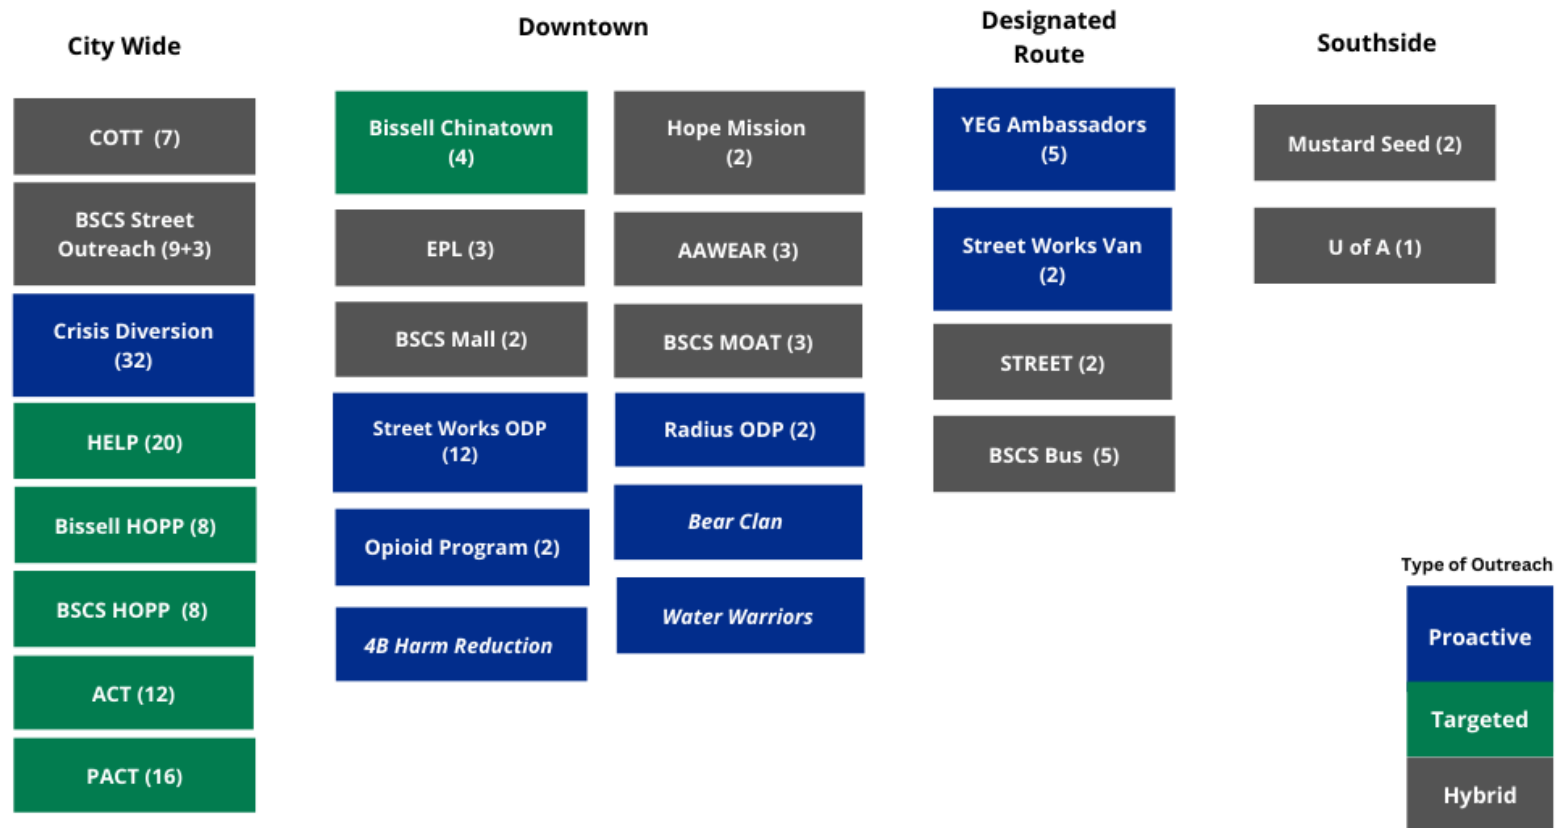 City Wide
COTT (7)
BSCS Street
Outreach (9+3)
Crisis Diversion
(32)
HELP (20)
Bissell HOPP (8)
BSCS HOPP (8)
ACT (12)
PACT (16)
Downtown
Bissell Chinatown
(4)
EPL (3)
BSCS Mall (2)
Street Works ODP
(12)
Opioid Program (2)
4B Harm Reduction
Hope Mission
(2)
AAWEAR (3)
BSCS MOAT (3)
Radius ODP (2)
Bear Clan
Water Warriors
Designated
Route
YEG Ambassadors
(5)
Street Works Van
(2)
STREET (2)
BSCS Bus (5)
Southside
Mustard Seed (2)
U of A (1)
Type of Outreach
Proactive
Targeted
Hybrid